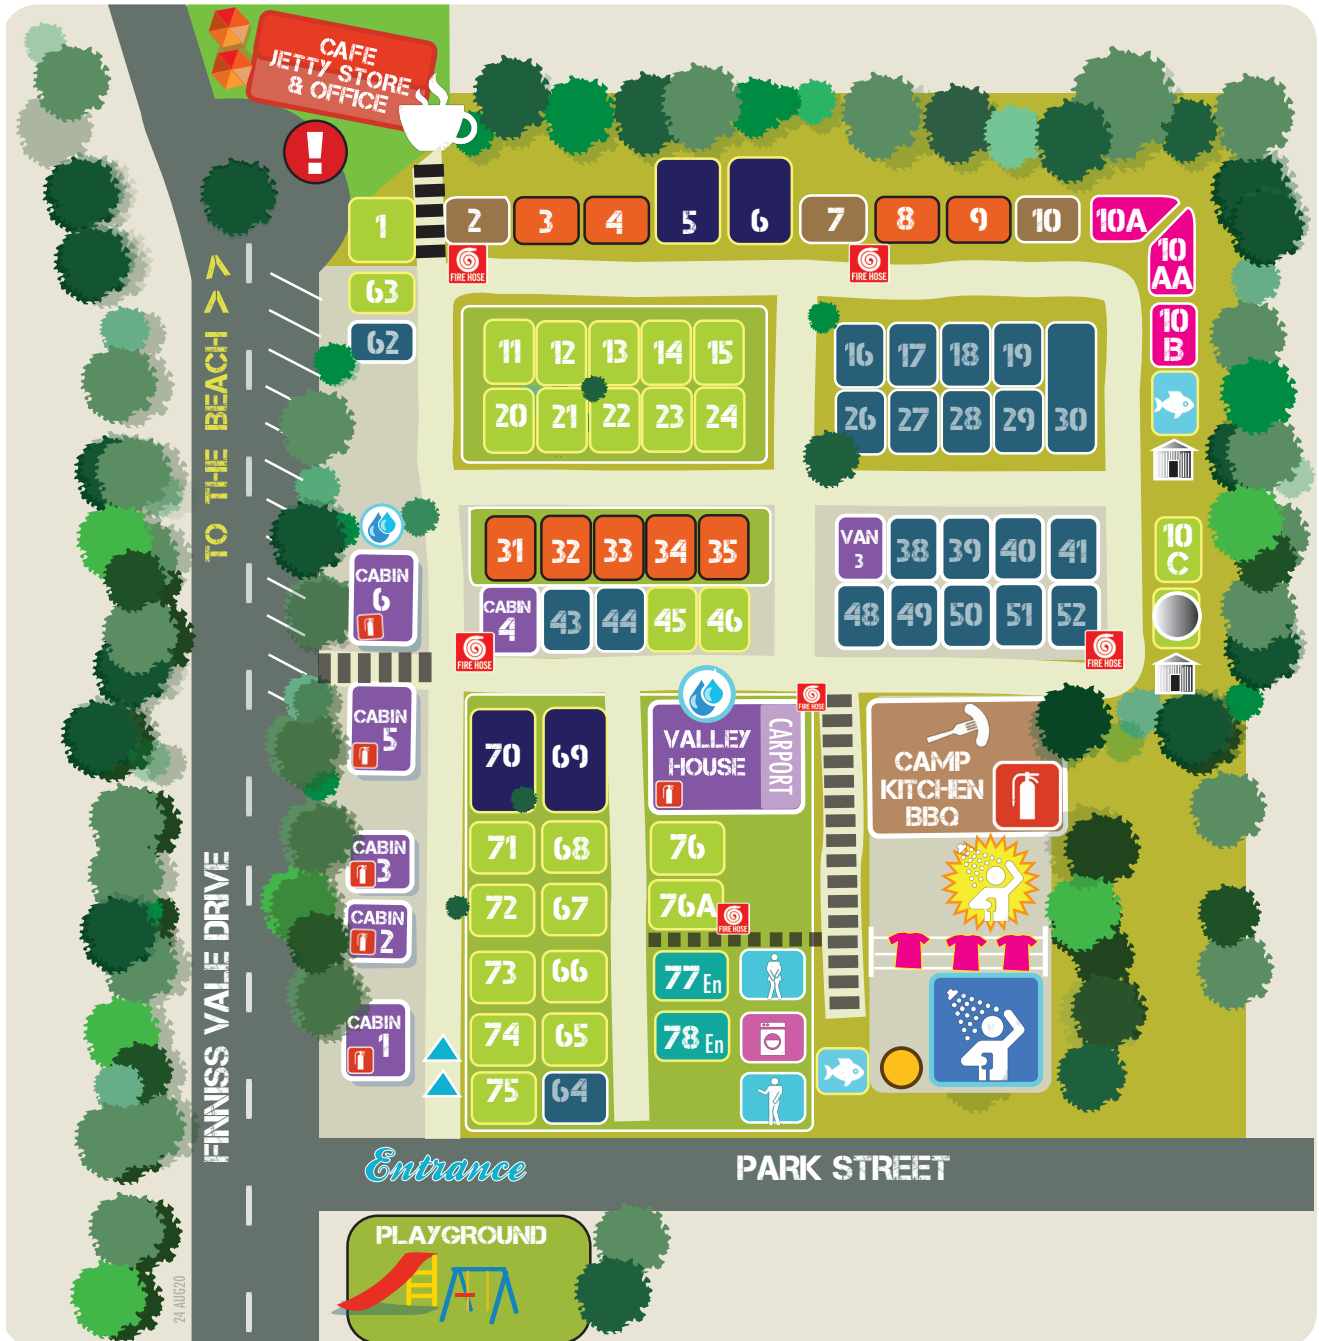 CAFE
JETTY STORE
& OFFICE
!
1
2
3
4
5
6
7
8
9
10
10A
10
AA
FIRE HOSE
FIRE HOSE
63
62
10
B
11
12
13
14
15
16
17
18
19
20
21
22
23
24
26
27
28
29
30
TO THE BEACH >>
31
32
33
34
35
VAN
3
38
39
40
41
10
C
CABIN
6
CABIN
4
43
44
45
46
48
49
50
51
52
FIRE HOSE
FIRE HOSE
CABIN
5
70
69
VALLEY
HOUSE
CARPORT
FIRE HOSE
CAMP
KITCHEN
BBQ
CABIN
3
71
68
76
CABIN
2
72
67
76A
FIRE HOSE
73
66
77 En
CABIN
1
74
65
78 En
75
64
FINNISS VALE DRIVE
Entrance
PARK STREET
PLAYGROUND
24 AUG20